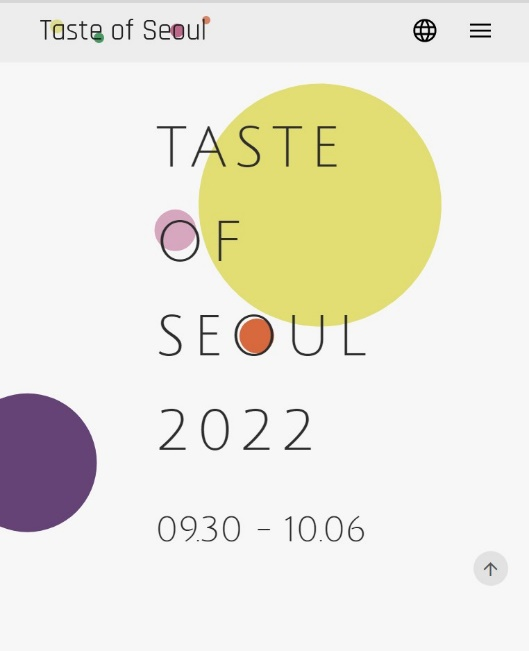 Taste of Seoul
TASTE
OF
SEOUL
2022
09.30 - 10.06